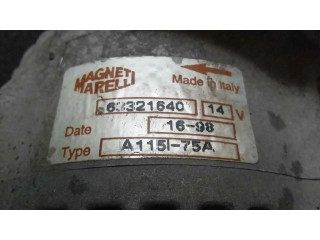 MAGNETI
MARELLI
Made in Italy
63321640 14 V
Date 16-98
Type A115I-75A